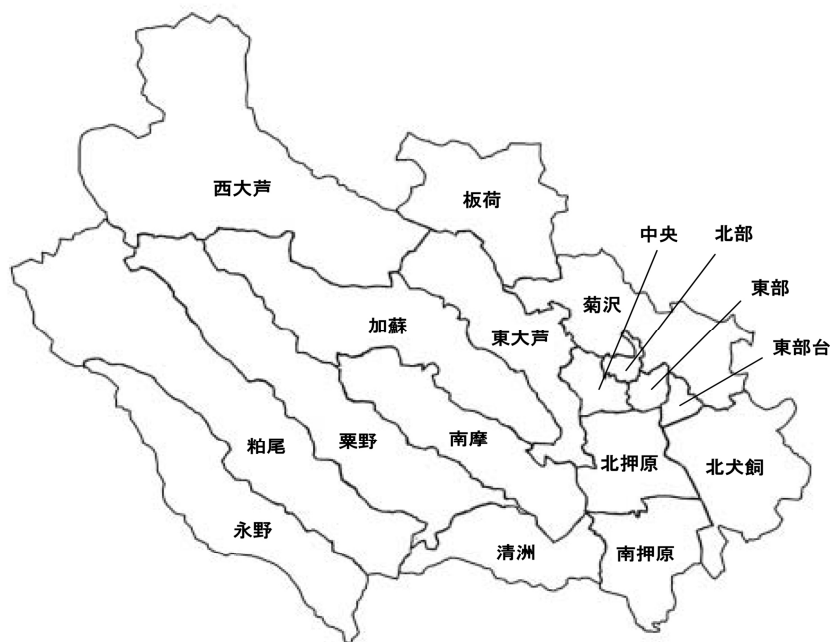 西大芦
板荷
中央
北部
東部
菊沢
東部台
加蘇
東大芦
粕尾
粟野
南摩
北押原
北犬飼
永野
清洲
南押原